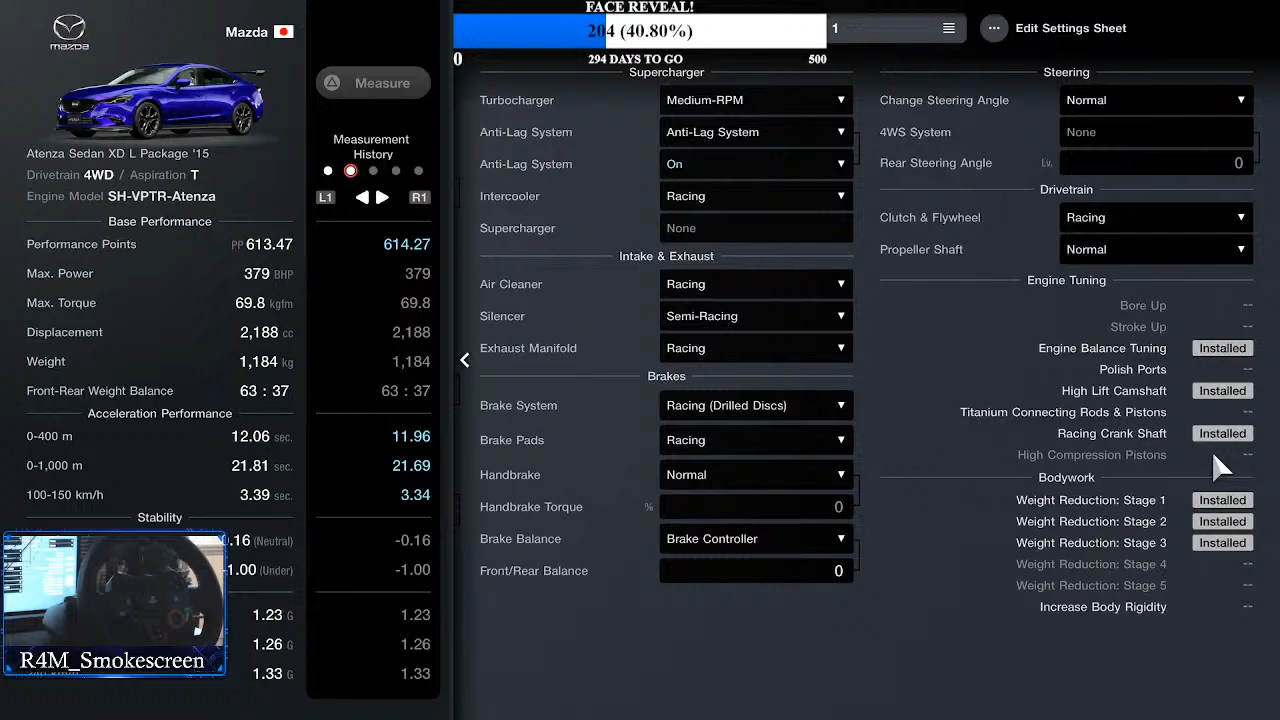 FACE REVEAL!
204 (40.80%)
0
294 DAYS TO GO
500
1
Edit Settings Sheet
mazda
Mazda
Atenza Sedan XD L Package '15
Drivetrain 4WD / Aspiration T
Engine Model SH-VPTR-Atenza
Base Performance
Performance Points PP 613.47
Max. Power 379 BHP
Max. Torque 69.8 kgfm
Displacement 2,188 cc
Weight 1,184 kg
Front-Rear Weight Balance 63 : 37
Acceleration Performance
0-400 m 12.06 sec.
0-1,000 m 21.81 sec.
100-150 km/h 3.39 sec.
Stability
0.16 (Neutral)
1.00 (Under)
1.23 G
1.26 G
1.33 G
R4M_Smokescreen
Measure
Measurement
History
L1
R1
614.27
379
69.8
2,188
1,184
63 : 37
11.96
21.69
3.34
-0.16
-1.00
1.23
1.26
1.33
Supercharger
Turbocharger Medium-RPM
Anti-Lag System Anti-Lag System
Anti-Lag System On
Intercooler Racing
Supercharger None
Intake & Exhaust
Air Cleaner Racing
Silencer Semi-Racing
Exhaust Manifold Racing
Brakes
Brake System Racing (Drilled Discs)
Brake Pads Racing
Handbrake Normal
Handbrake Torque % 0
Brake Balance Brake Controller
Front/Rear Balance 0
Steering
Change Steering Angle Normal
4WS System None
Rear Steering Angle Lv. 0
Drivetrain
Clutch & Flywheel Racing
Propeller Shaft Normal
Engine Tuning
Bore Up --
Stroke Up --
Engine Balance Tuning Installed
Polish Ports --
High Lift Camshaft Installed
Titanium Connecting Rods & Pistons --
Racing Crank Shaft Installed
High Compression Pistons --
Bodywork
Weight Reduction: Stage 1 Installed
Weight Reduction: Stage 2 Installed
Weight Reduction: Stage 3 Installed
Weight Reduction: Stage 4 --
Weight Reduction: Stage 5 --
Increase Body Rigidity --